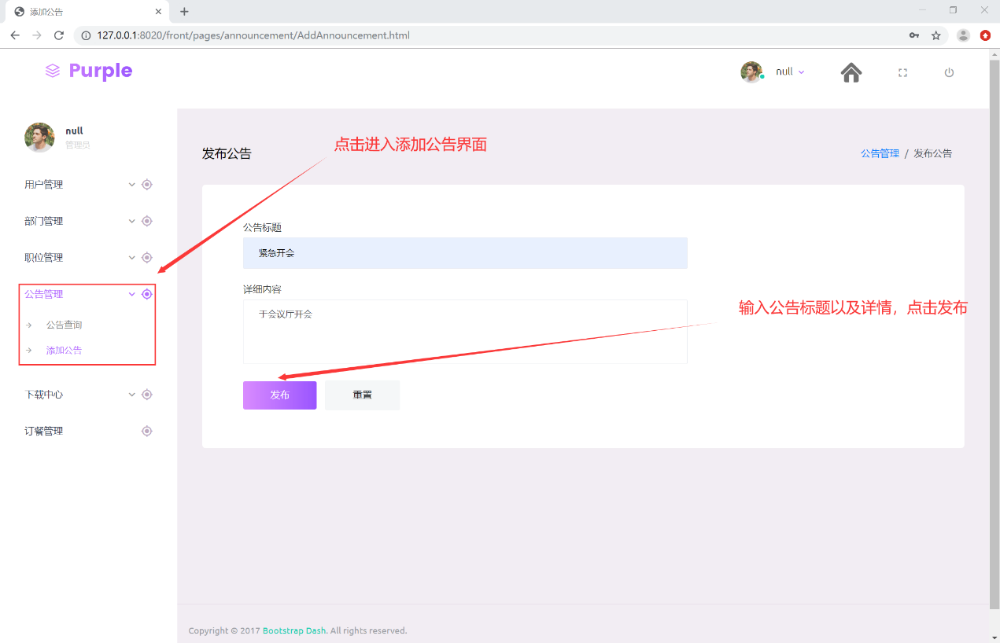 添加公告
127.0.0.1:8020/front/pages/announcement/AddAnnouncement.html
Purple
null
null
管理员
点击进入添加公告界面
发布公告
公告管理 / 发布公告
用户管理
部门管理
职位管理
公告管理
公告查询
添加公告
下载中心
订餐管理
公告标题
紧急开会
详细内容
于会议厅开会
输入公告标题以及详情，点击发布
发布
重置
Copyright © 2017 Bootstrap Dash. All rights reserved.